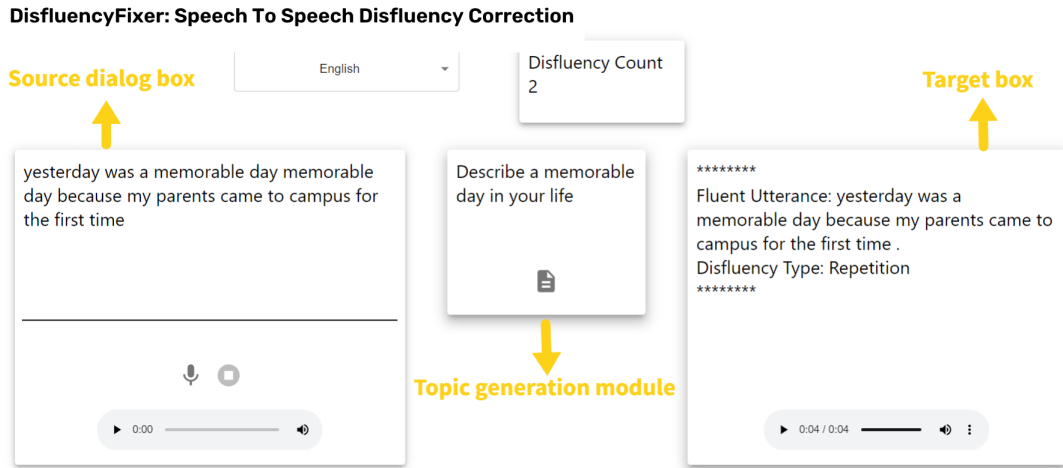 DisfluencyFixer: Speech To Speech Disfluency Correction
Source dialog box
English
Disfluency Count
2
Target box
yesterday was a memorable day memorable
day because my parents came to campus for
the first time
Describe a memorable
day in your life
********
Fluent Utterance: yesterday was a
memorable day because my parents came to
campus for the first time .
Disfluency Type: Repetition
********
Topic generation module
0:00
0:04 / 0:04